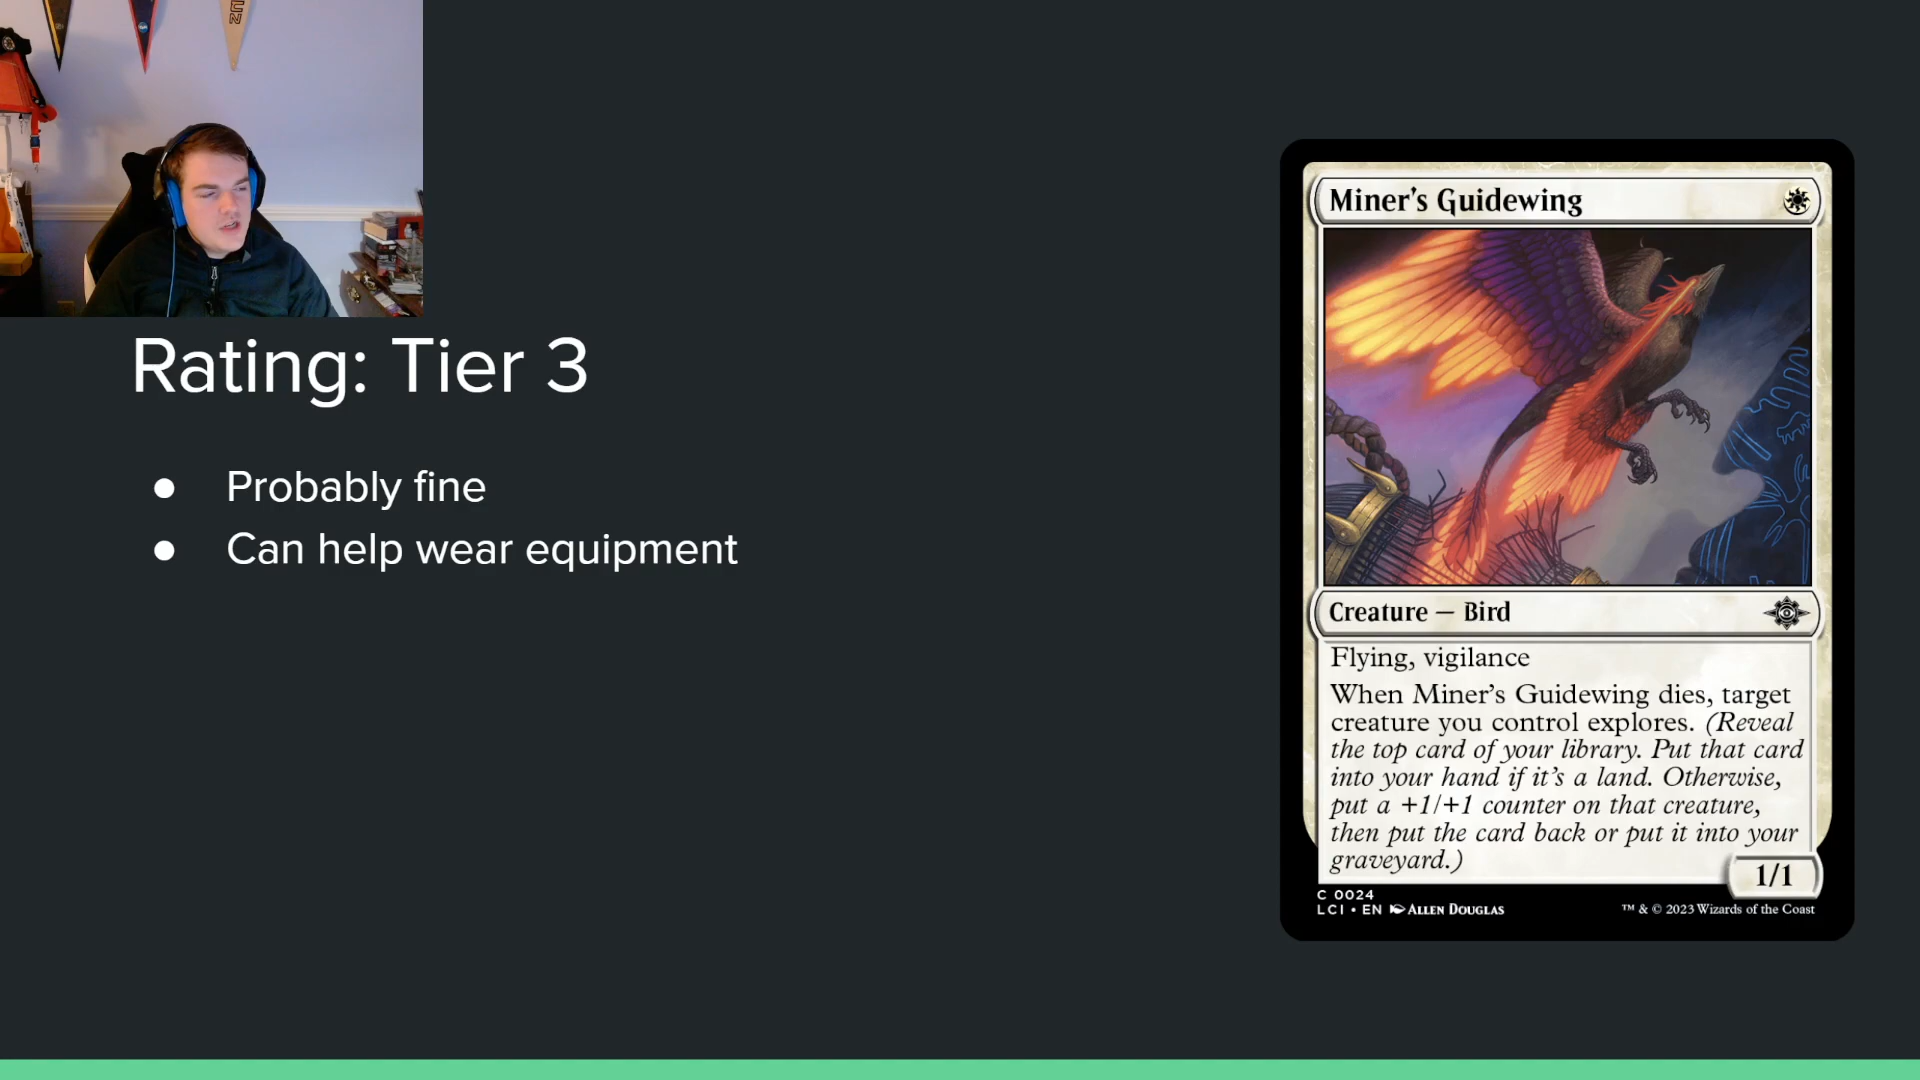 Rating: Tier 3
● Probably fine
● Can help wear equipment
Miner's Guidewing
Creature — Bird
Flying, vigilance
When Miner's Guidewing dies, target
creature you control explores. (Reveal
the top card of your library. Put that card
into your hand if it's a land. Otherwise,
put a +1/+1 counter on that creature,
then put the card back or put it into your
graveyard.)
1/1
C 0024
LCI • EN ALLEN DOUGLAS
™ & © 2023 Wizards of the Coast